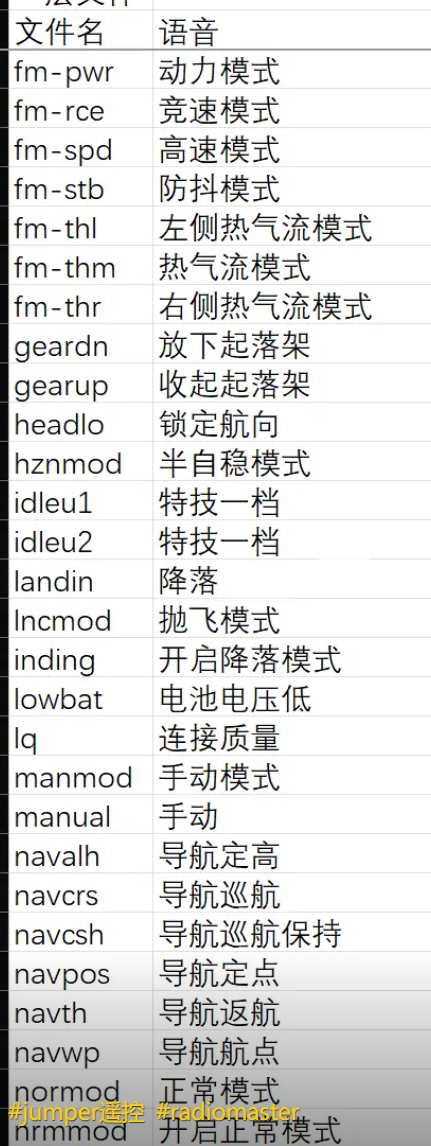 文件名 语音
fm-pwr 动力模式
fm-rce 竞速模式
fm-spd 高速模式
fm-stb 防抖模式
fm-thl 左侧热气流模式
fm-thm 热气流模式
fm-thr 右侧热气流模式
geardn 放下起落架
gearup 收起起落架
headlo 锁定航向
hznmod 半自稳模式
idleu1 特技一档
idleu2 特技一档
landin 降落
lncmod 抛飞模式
inding 开启降落模式
lowbat 电池电压低
lq 连接质量
manmod 手动模式
manual 手动
navalh 导航定高
navcrs 导航巡航
navcsh 导航巡航保持
navpos 导航定点
navth 导航返航
navwp 导航航点
normod 正常模式
#jumper遥控 #radiomaster
nrmmod 开启正常模式